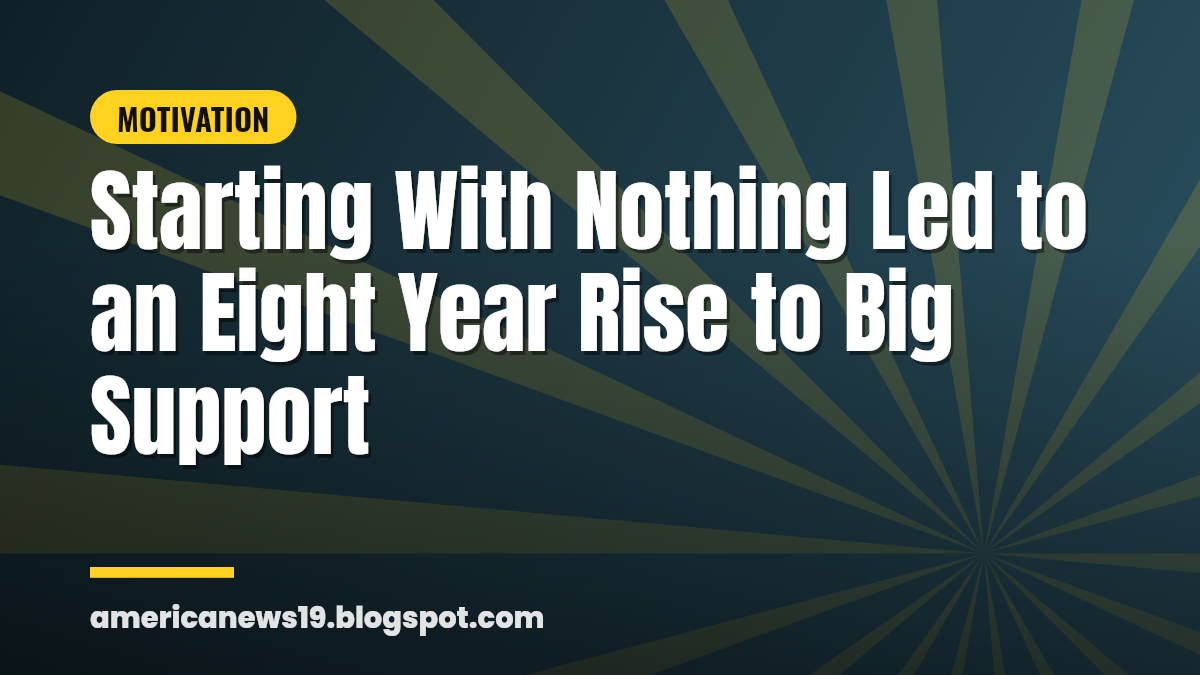 MOTIVATION
Starting With Nothing Led to
an Eight Year Rise to Big
Support
americanews19.blogspot.com